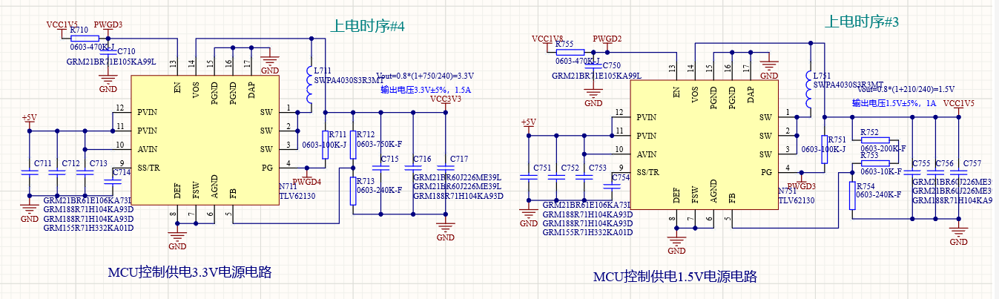 上电时序#4
VCC1V5 PWGD3
R710
0603-470K-J
C710
GRM21BR71E105KA99L
GND
GND
13 14 15 16 17
EN VOS PGND PGND DAP
L711
SWPA4030S3R3MT
Vout=0.8*(1+750/240)=3.3V
输出电压3.3V±5%，1.5A
VCC3V3
+5V
12 PVIN
11 PVIN
10 AVIN
9 SS/TR
SW 1
SW 2
SW 3
PG 4
R711
0603-100K-J
R712
0603-750K-F
R713
0603-240K-F
PWGD4
C711 C712 C713 C714
C715 C716 C717
GRM21BR60J226ME39L
GRM21BR60J226ME39L
GRM188R71H104KA93D
N711
TLV62130
DEF FSW AGND FB
8 7 6 5
GND
GRM21BR61E106KA73L
GRM188R71H104KA93D
GRM188R71H104KA93D
GRM155R71H332KA01D
GND
GND
MCU控制供电3.3V电源电路
上电时序#3
VCC1V8 PWGD2
R755
0603-470K-J
C750
GRM21BR71E105KA99L
GND
GND
13 14 15 16 17
EN VOS PGND PGND DAP
L751
SWPA4030S3R3MT
Vout=0.8*(1+210/240)=1.5V
输出电压1.5V±5%，1A
VCC1V5
+5V
12 PVIN
11 PVIN
10 AVIN
9 SS/TR
SW 1
SW 2
SW 3
PG 4
R751
0603-100K-J
R752
0603-200K-F
R753
0603-10K-F
R754
0603-240K-F
PWGD3
C751 C752 C753 C754
C755 C756 C757
GRM21BR60J226ME39
GRM21BR60J226ME39
GRM188R71H104KA9
N751
TLV62130
DEF FSW AGND FB
8 7 6 5
GND
GRM21BR61E106KA73L
GRM188R71H104KA93D
GRM188R71H104KA93D
GRM155R71H332KA01D
GND
GND
MCU控制供电1.5V电源电路